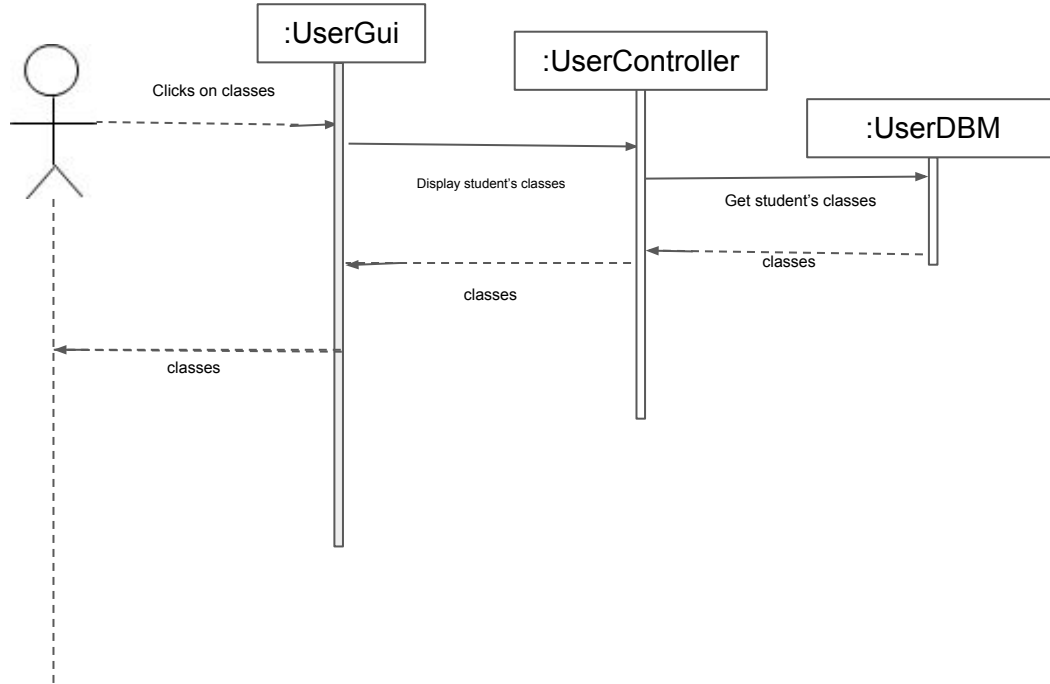 :UserGui
:UserController
:UserDBM
Clicks on classes
Display student’s classes
Get student’s classes
classes
classes
classes